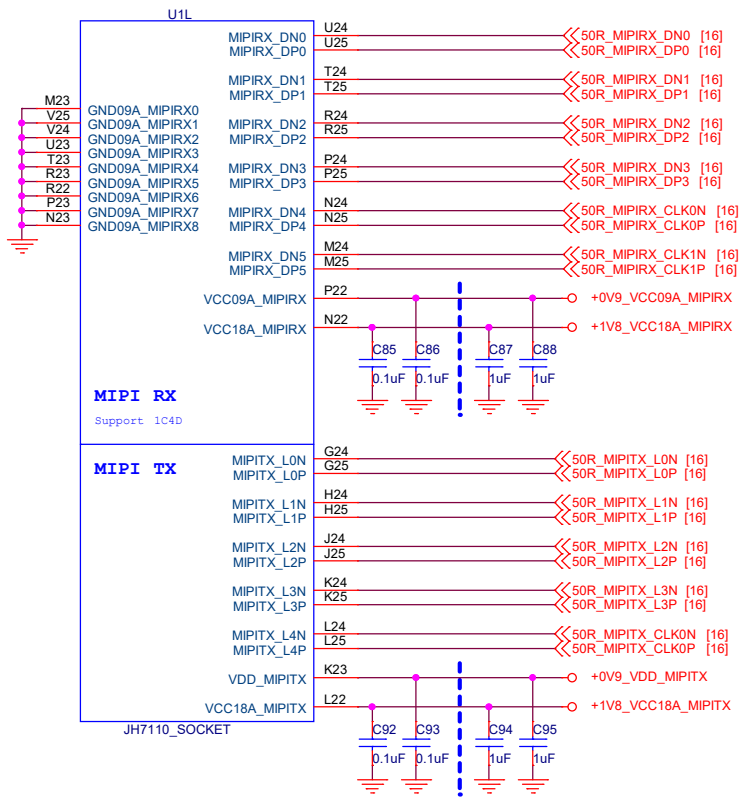 U1L
MIPIRX_DN0 U24 50R_MIPIRX_DN0 [16]
MIPIRX_DP0 U25 50R_MIPIRX_DP0 [16]
MIPIRX_DN1 T24 50R_MIPIRX_DN1 [16]
MIPIRX_DP1 T25 50R_MIPIRX_DP1 [16]
M23 GND09A_MIPIRX0
V25 GND09A_MIPIRX1
MIPIRX_DN2 R24 50R_MIPIRX_DN2 [16]
V24 GND09A_MIPIRX2
MIPIRX_DP2 R25 50R_MIPIRX_DP2 [16]
U23 GND09A_MIPIRX3
T23 GND09A_MIPIRX4
MIPIRX_DN3 P24 50R_MIPIRX_DN3 [16]
R23 GND09A_MIPIRX5
MIPIRX_DP3 P25 50R_MIPIRX_DP3 [16]
R22 GND09A_MIPIRX6
P23 GND09A_MIPIRX7
MIPIRX_DN4 N24 50R_MIPIRX_CLK0N [16]
N23 GND09A_MIPIRX8
MIPIRX_DP4 N25 50R_MIPIRX_CLK0P [16]
MIPIRX_DN5 M24 50R_MIPIRX_CLK1N [16]
MIPIRX_DP5 M25 50R_MIPIRX_CLK1P [16]
VCC09A_MIPIRX P22 +0V9_VCC09A_MIPIRX
VCC18A_MIPIRX N22 +1V8_VCC18A_MIPIRX
C85 C86 C87 C88
0.1uF 0.1uF 1uF 1uF
MIPI RX
Support 1C4D
MIPI TX
MIPITX_L0N G24 50R_MIPITX_L0N [16]
MIPITX_L0P G25 50R_MIPITX_L0P [16]
MIPITX_L1N H24 50R_MIPITX_L1N [16]
MIPITX_L1P H25 50R_MIPITX_L1P [16]
MIPITX_L2N J24 50R_MIPITX_L2N [16]
MIPITX_L2P J25 50R_MIPITX_L2P [16]
MIPITX_L3N K24 50R_MIPITX_L3N [16]
MIPITX_L3P K25 50R_MIPITX_L3P [16]
MIPITX_L4N L24 50R_MIPITX_CLK0N [16]
MIPITX_L4P L25 50R_MIPITX_CLK0P [16]
VDD_MIPITX K23 +0V9_VDD_MIPITX
VCC18A_MIPITX L22 +1V8_VCC18A_MIPITX
JH7110_SOCKET
C92 C93 C94 C95
0.1uF 0.1uF 1uF 1uF